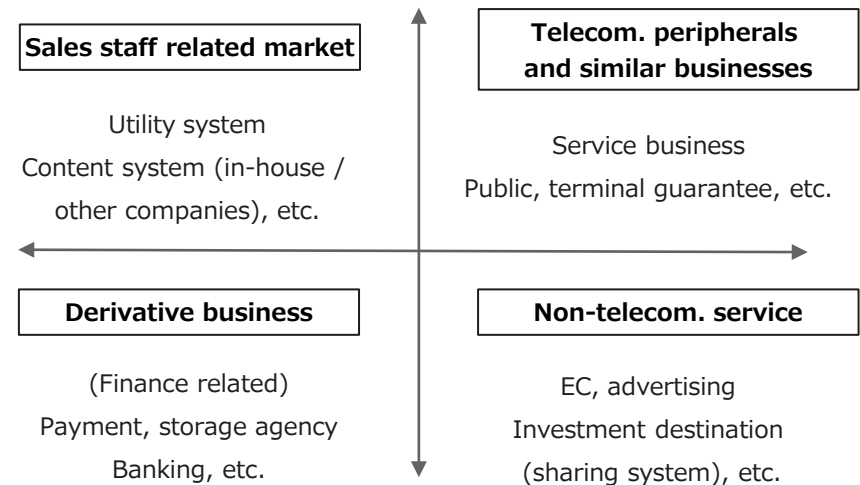 Sales staff related market
Utility system
Content system (in-house /
other companies), etc.
Telecom. peripherals
and similar businesses
Service business
Public, terminal guarantee, etc.
Derivative business
(Finance related)
Payment, storage agency
Banking, etc.
Non-telecom. service
EC, advertising
Investment destination
(sharing system), etc.